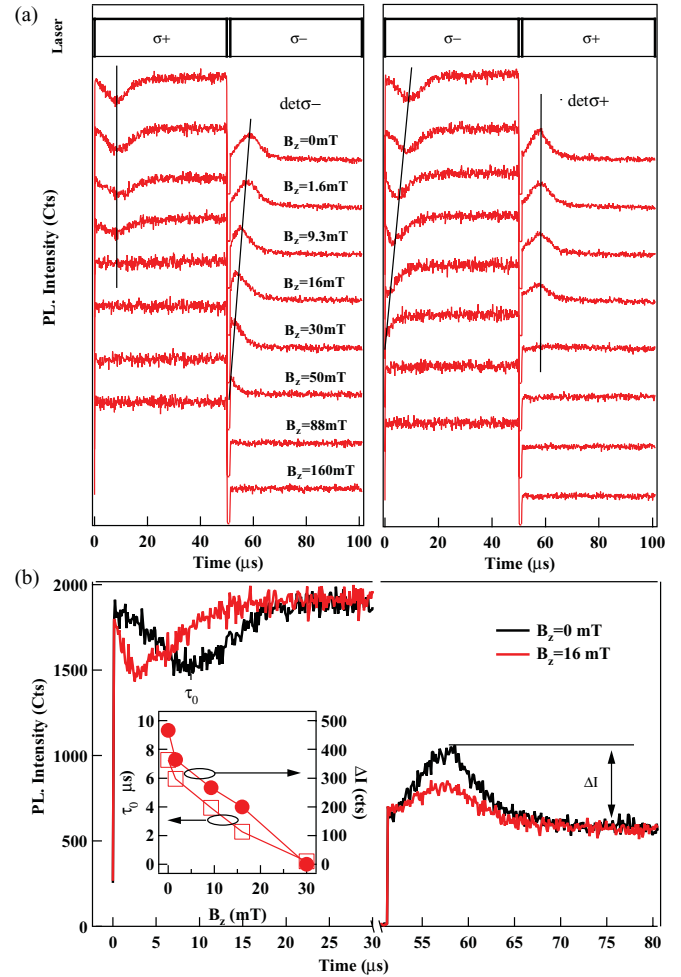 (a)
Laser
σ+ σ−
σ− σ+
detσ−
· detσ+
B_z=0mT
B_z=1.6mT
B_z=9.3mT
B_z=16mT
B_z=30mT
B_z=50mT
B_z=88mT
B_z=160mT
PL. Intensity (Cts)
0 20 40 60 80 100
0 20 40 60 80 100
Time (μs)
Time (μs)
(b)
2000
1500
1000
500
0
PL. Intensity (Cts)
B_z=0 mT
B_z=16 mT
τ_0
ΔI
10
8
6
4
2
0
τ_0 μs
500
400
300
200
100
0
ΔI (cts)
0 10 20 30
B_z (mT)
0 5 10 15 20 25 30
55 60 65 70 75 80
Time (μs)
Time (μs)